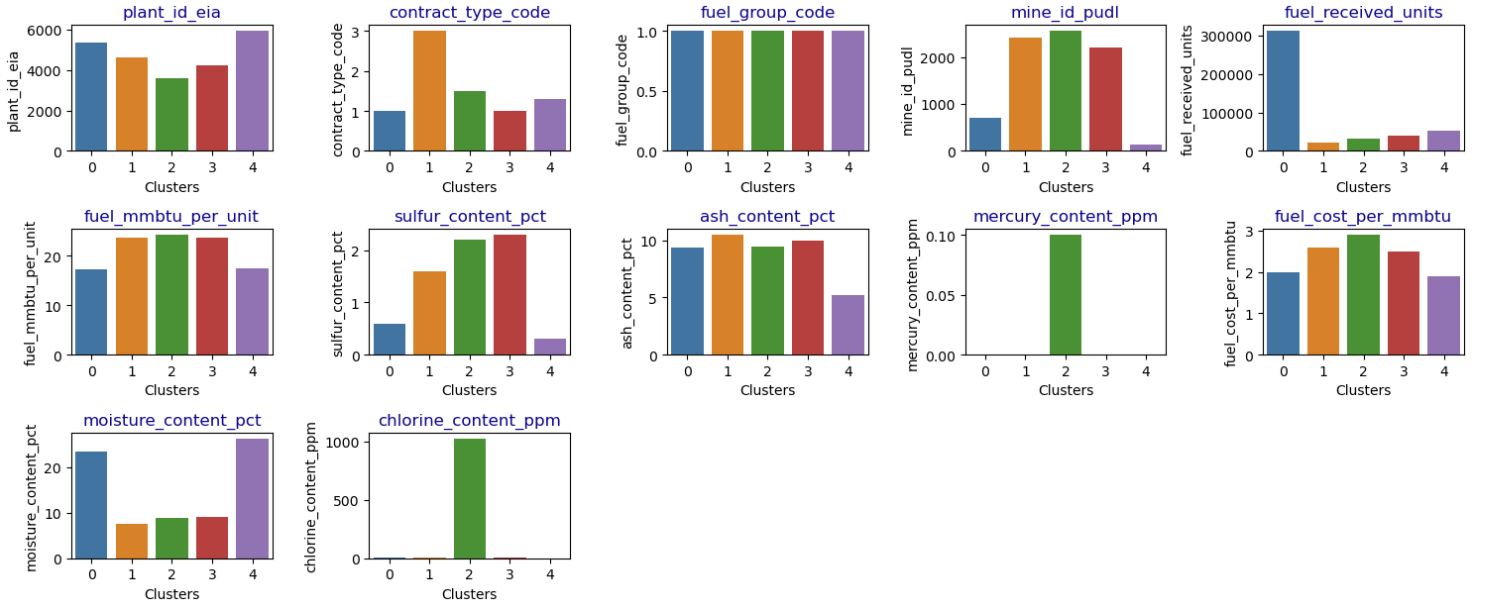 plant_id_eia
plant_id_eia
6000
4000
2000
0
0 1 2 3 4
Clusters
contract_type_code
contract_type_code
3
2
1
0
0 1 2 3 4
Clusters
fuel_group_code
fuel_group_code
1.0
0.5
0.0
0 1 2 3 4
Clusters
mine_id_pudl
mine_id_pudl
2000
1000
0
0 1 2 3 4
Clusters
fuel_received_units
fuel_received_units
300000
200000
100000
0
0 1 2 3 4
Clusters
fuel_mmbtu_per_unit
fuel_mmbtu_per_unit
20
10
0
0 1 2 3 4
Clusters
sulfur_content_pct
sulfur_content_pct
2
1
0
0 1 2 3 4
Clusters
ash_content_pct
ash_content_pct
10
5
0
0 1 2 3 4
Clusters
mercury_content_ppm
mercury_content_ppm
0.10
0.05
0.00
0 1 2 3 4
Clusters
fuel_cost_per_mmbtu
fuel_cost_per_mmbtu
3
2
1
0
0 1 2 3 4
Clusters
moisture_content_pct
moisture_content_pct
20
10
0
0 1 2 3 4
Clusters
chlorine_content_ppm
chlorine_content_ppm
1000
500
0
0 1 2 3 4
Clusters